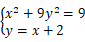 x² + 9y² = 9
y = x + 2